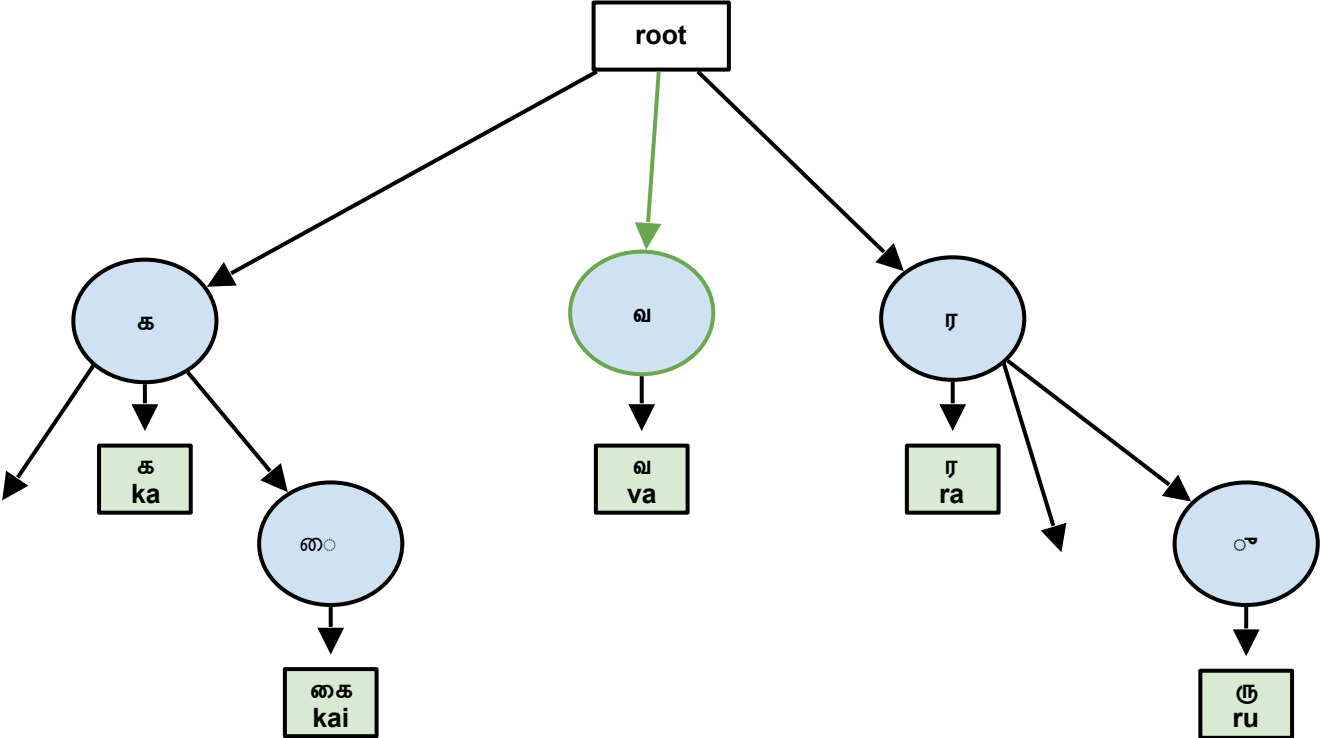 root
க
வ
ர
க
ka
வ
va
ர
ra
ை
ு
கை
kai
ரு
ru